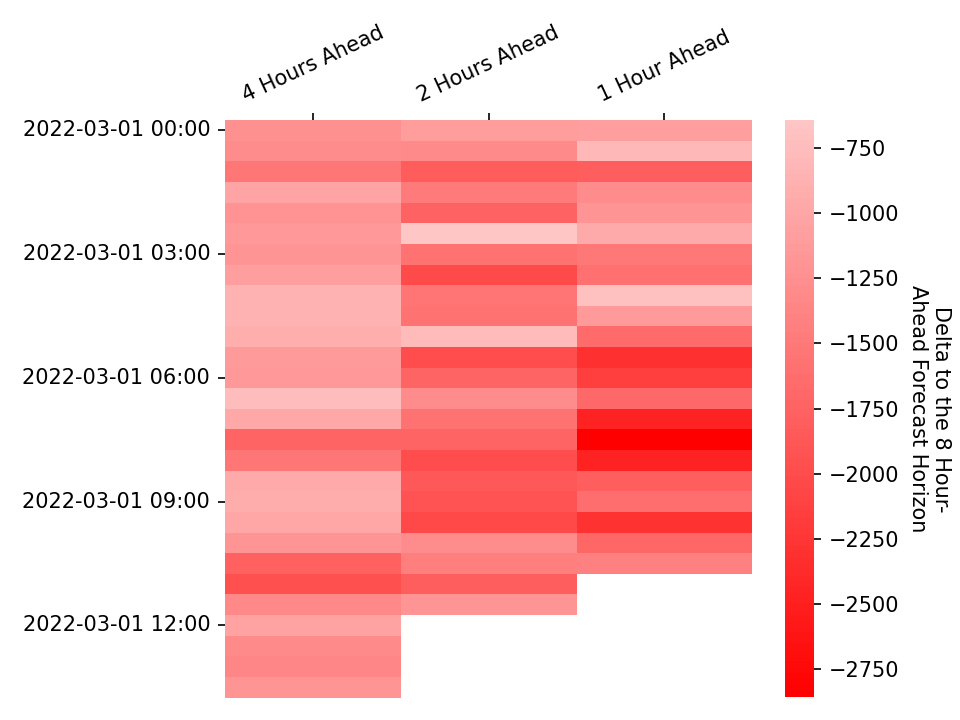 4 Hours Ahead
2 Hours Ahead
1 Hour Ahead
2022-03-01 00:00
2022-03-01 03:00
2022-03-01 06:00
2022-03-01 09:00
2022-03-01 12:00
−750
−1000
−1250
−1500
−1750
−2000
−2250
−2500
−2750
Delta to the 8 Hour-
Ahead Forecast Horizon